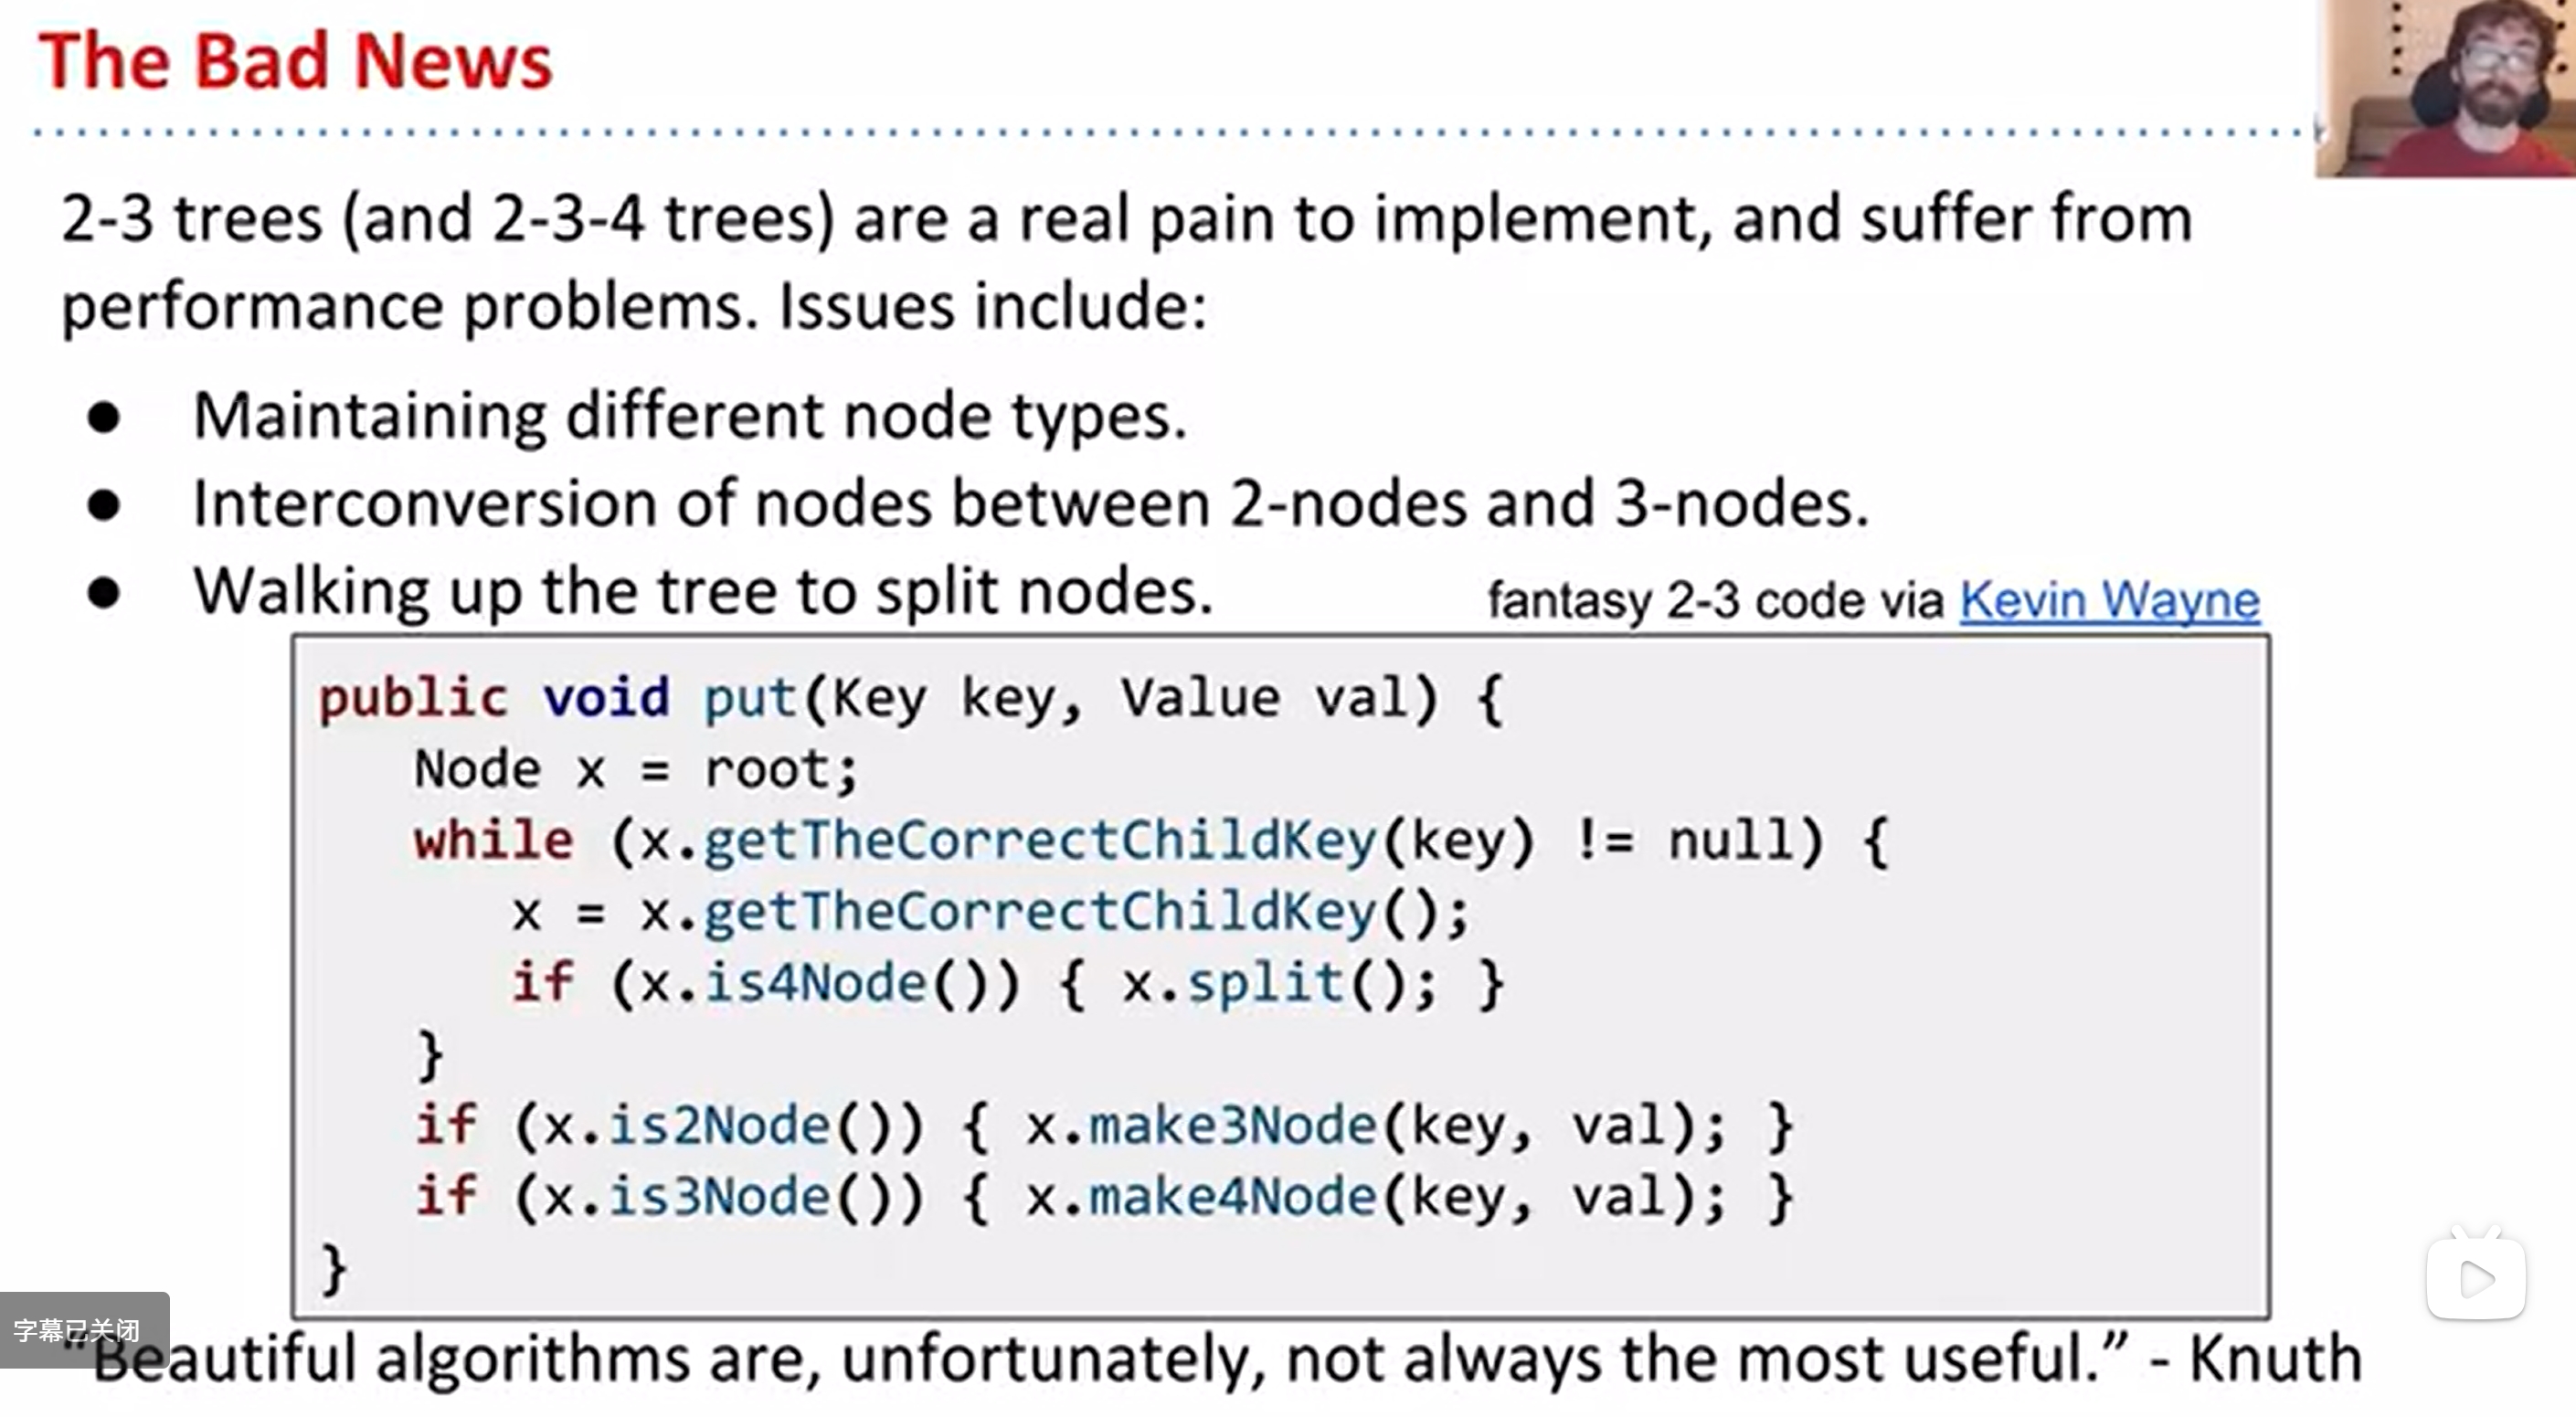 The Bad News
2-3 trees (and 2-3-4 trees) are a real pain to implement, and suffer from
performance problems. Issues include:
● Maintaining different node types.
● Interconversion of nodes between 2-nodes and 3-nodes.
● Walking up the tree to split nodes.
fantasy 2-3 code via Kevin Wayne
public void put(Key key, Value val) {
    Node x = root;
    while (x.getTheCorrectChildKey(key) != null) {
        x = x.getTheCorrectChildKey();
        if (x.is4Node()) { x.split(); }
    }
    if (x.is2Node()) { x.make3Node(key, val); }
    if (x.is3Node()) { x.make4Node(key, val); }
}
字幕已关闭
“Beautiful algorithms are, unfortunately, not always the most useful.” - Knuth